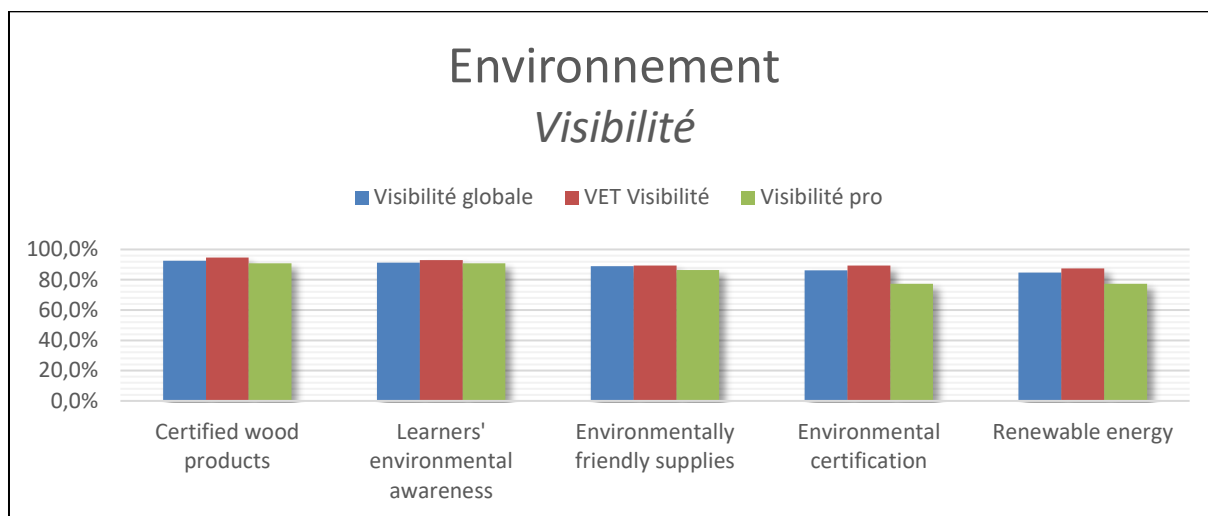 Environnement
Visibilité
Visibilité globale VET Visibilité Visibilité pro
100,0%
80,0%
60,0%
40,0%
20,0%
0,0%
Certified wood
products
Learners'
environmental
awareness
Environmentally
friendly supplies
Environmental
certification
Renewable energy